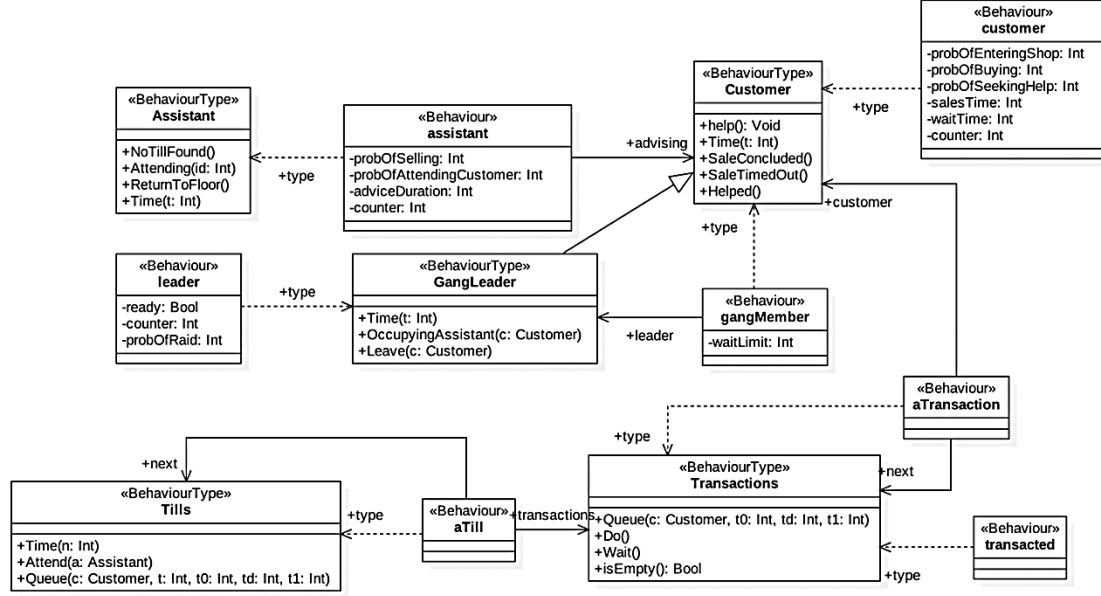 «Behaviour»
customer
-probOfEnteringShop: Int
-probOfBuying: Int
-probOfSeekingHelp: Int
-salesTime: Int
-waitTime: Int
-counter: Int
+type
«BehaviourType»
Customer
+help(): Void
+Time(t: Int)
+SaleConcluded()
+SaleTimedOut()
+Helped()
«BehaviourType»
Assistant
+NoTillFound()
+Attending(id: Int)
+ReturnToFloor()
+Time(t: Int)
+type
«Behaviour»
assistant
-probOfSelling: Int
-probOfAttendingCustomer: Int
-adviceDuration: Int
-counter: Int
+advising
+customer
+type
«Behaviour»
leader
-ready: Bool
-counter: Int
-probOfRaid: Int
+type
«BehaviourType»
GangLeader
+Time(t: Int)
+OccupyingAssistant(c: Customer)
+Leave(c: Customer)
+leader
«Behaviour»
gangMember
-waitLimit: Int
«Behaviour»
aTransaction
+type
+next
+next
«BehaviourType»
Tills
+Time(n: Int)
+Attend(a: Assistant)
+Queue(c: Customer, t: Int, t0: Int, td: Int, t1: Int)
+type
«Behaviour»
aTill
+transactions
«BehaviourType»
Transactions
+Queue(c: Customer, t0: Int, td: Int, t1: Int)
+Do()
+Wait()
+isEmpty(): Bool
+type
«Behaviour»
transacted